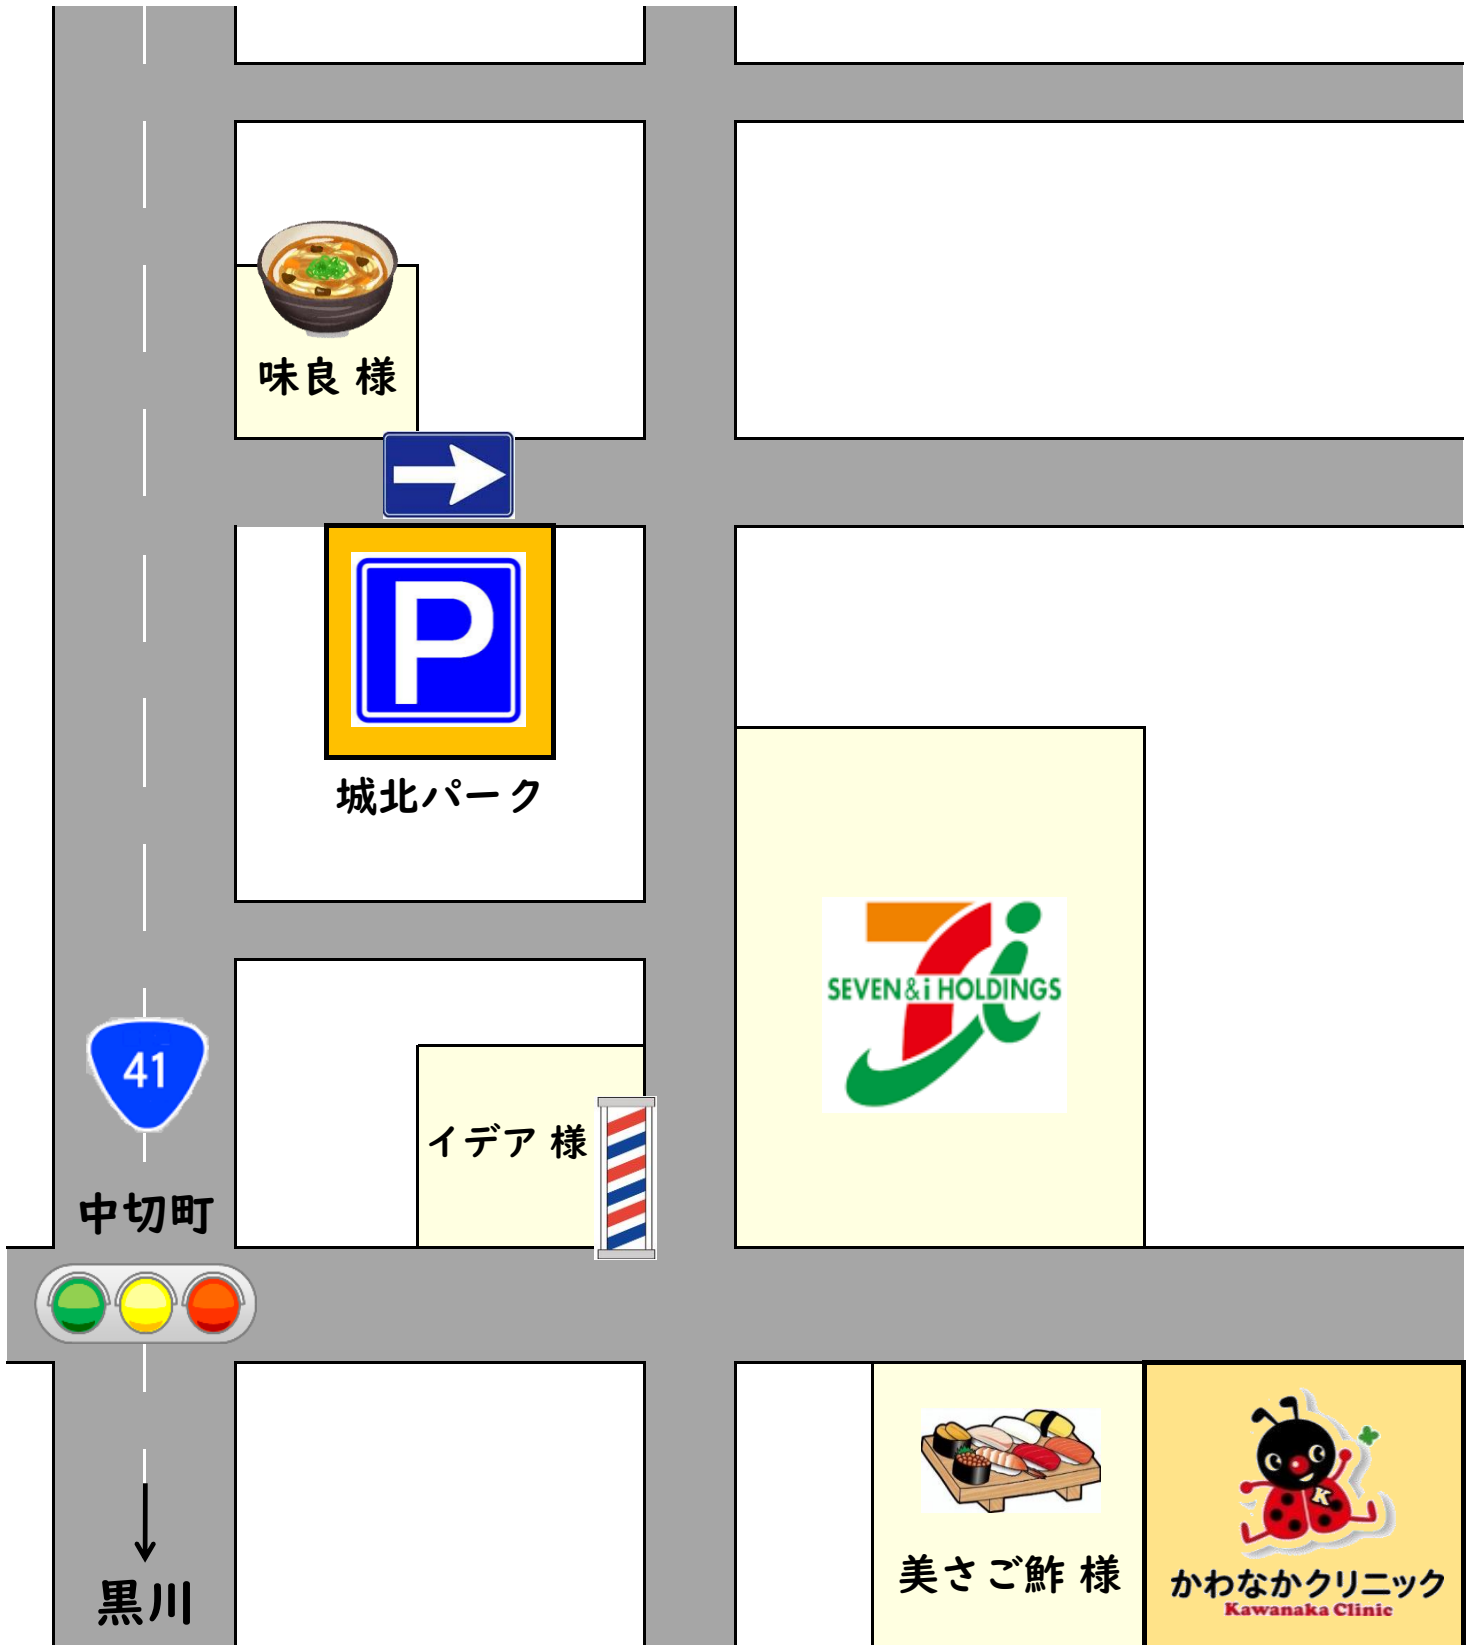 味良 様
P
城北パーク
SEVEN&i HOLDINGS
41
イデア 様
中切町
K
美さご鮓 様
かわなかクリニック
Kawanaka Clinic
黒川